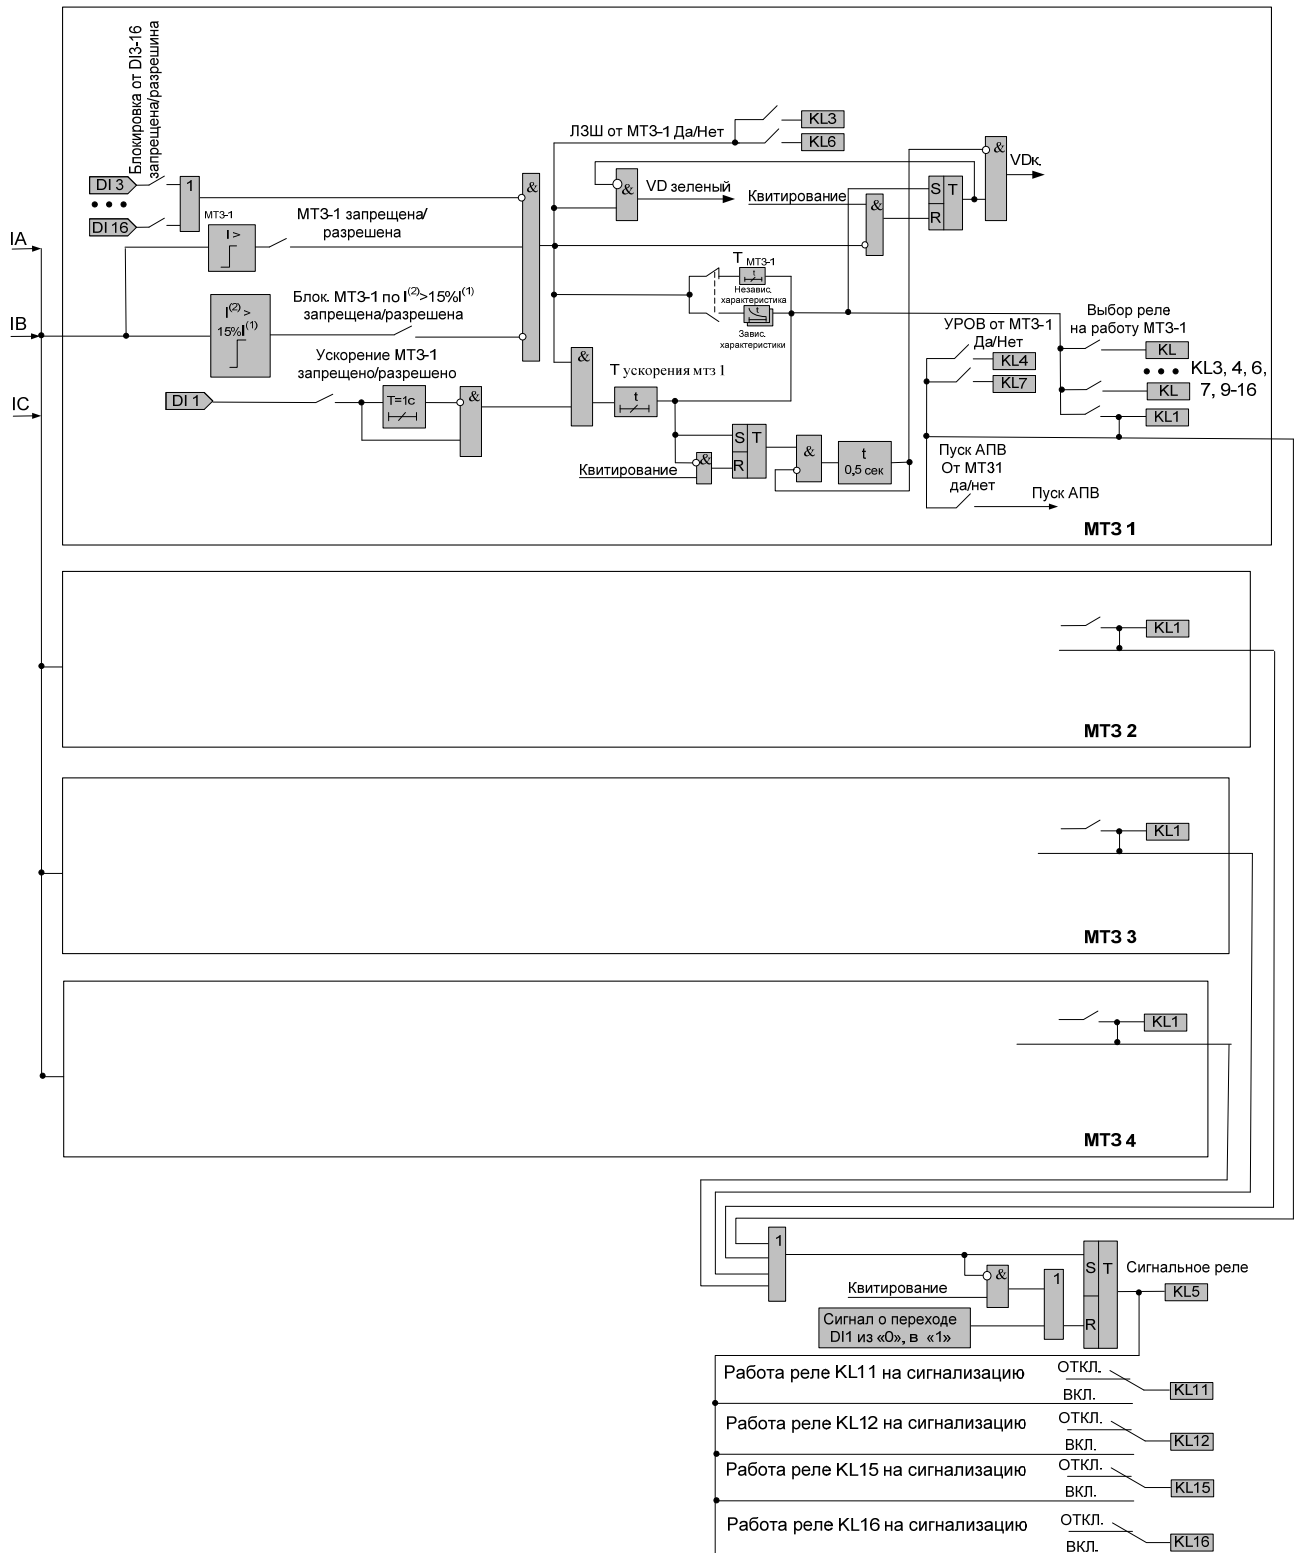 Блокировка от DI3-16
запрещена/разрешина
DI 3
DI 16
1
МТЗ-1
I >
МТЗ-1 запрещена/
разрешена
IA
IB
IC
I(2) >
15%I(1)
Блок. МТЗ-1 по I(2)>15%I(1)
запрещена/разрешена
Ускорение МТЗ-1
запрещено/разрешено
DI 1
T=1c
&
&
&
ЛЗШ от МТЗ-1 Да/Нет
KL3
KL6
&
VD зеленый
Квитирование
&
S T
R
&
VDк.
Т МТЗ-1
t
Независ.
характеристика
t
Завис.
характеристики
Т ускорения мтз 1
t
Квитирование
&
S T
R
&
t
0,5 сек
УРОВ от МТЗ-1
Да/Нет
KL4
KL7
Выбор реле
на работу МТЗ-1
KL
KL3, 4, 6,
7, 9-16
KL
KL1
Пуск АПВ
От МТЗ1
да/нет
Пуск АПВ
МТЗ 1
KL1
МТЗ 2
KL1
МТЗ 3
KL1
МТЗ 4
1
Квитирование
&
1
Сигнал о переходе
DI1 из «0», в «1»
S T
R
Сигнальное реле
KL5
Работа реле KL11 на сигнализацию
ОТКЛ.
ВКЛ.
KL11
Работа реле KL12 на сигнализацию
ОТКЛ.
ВКЛ.
KL12
Работа реле KL15 на сигнализацию
ОТКЛ.
ВКЛ.
KL15
Работа реле KL16 на сигнализацию
ОТКЛ.
ВКЛ.
KL16